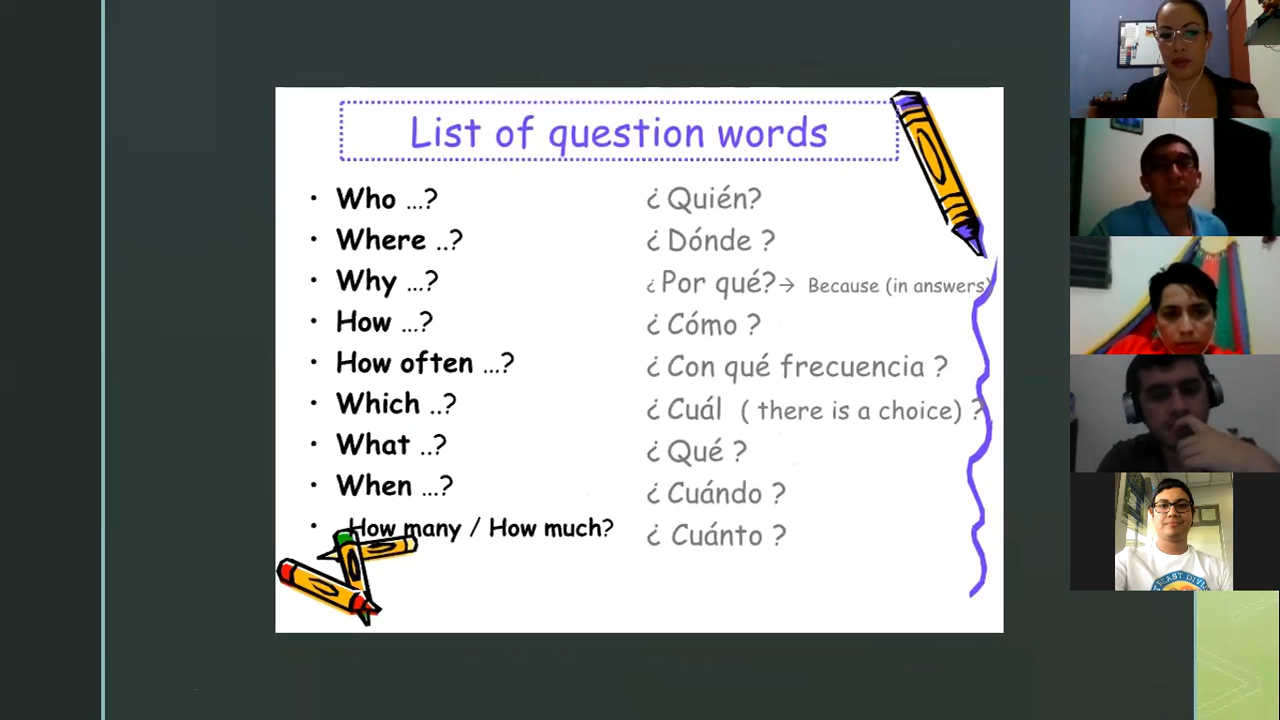 List of question words
• Who ...? ¿ Quién?
• Where ..? ¿ Dónde ?
• Why ...? ¿ Por qué?→ Because (in answers)
• How ...? ¿ Cómo ?
• How often ...? ¿ Con qué frecuencia ?
• Which ..? ¿ Cuál ( there is a choice) ?
• What ..? ¿ Qué ?
• When ...? ¿ Cuándo ?
• How many / How much? ¿ Cuánto ?